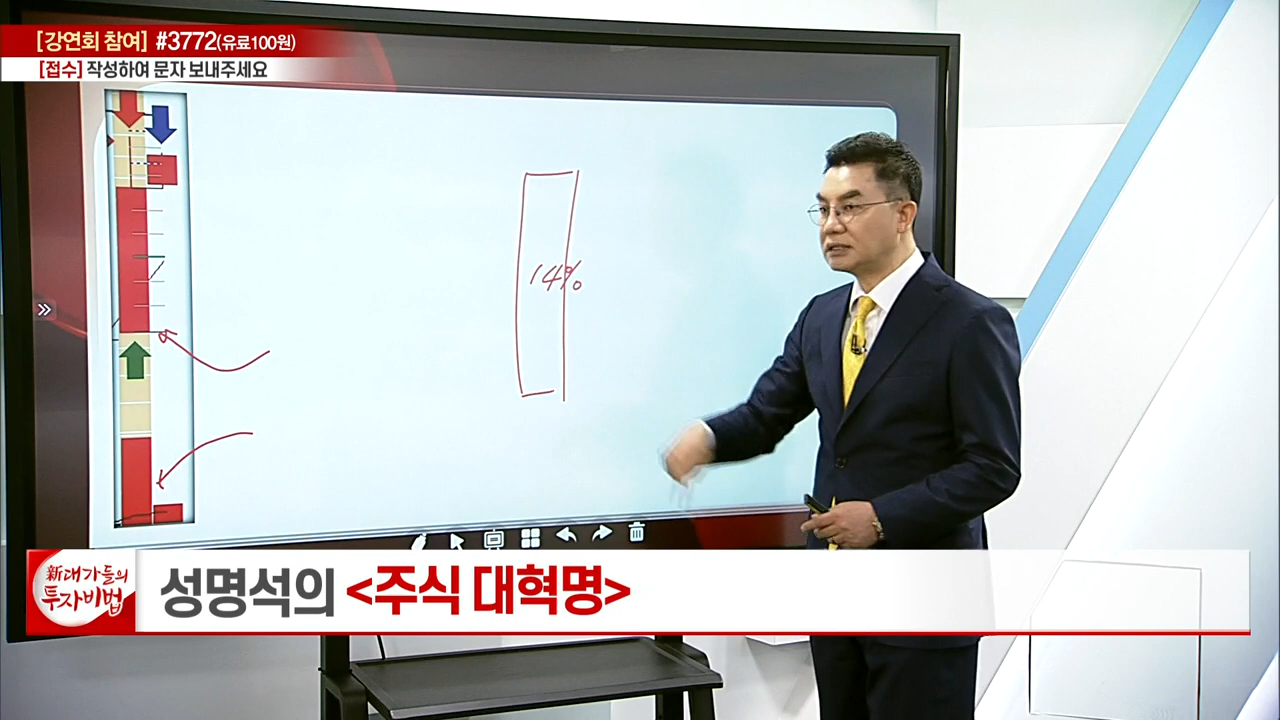 [강연회 참여] #3772(유료100원)
[접수] 작성하여 문자 보내주세요
14%
新대가들의
투자비법
성명석의 <주식 대혁명>